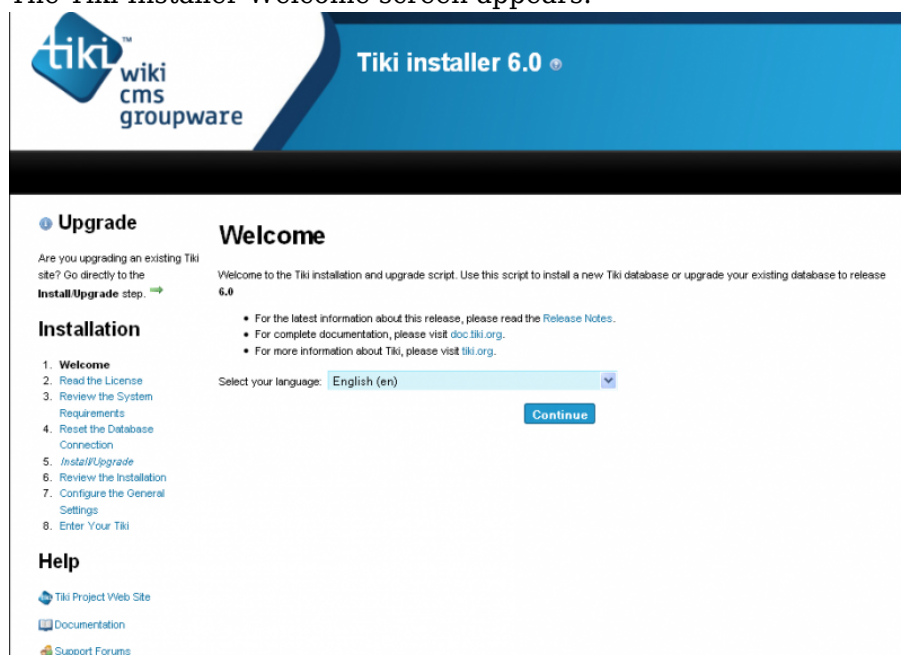 The Tiki Installer Welcome screen appears.
tiki™
wiki
cms
groupware
Tiki installer 6.0
Upgrade
Are you upgrading an existing Tiki
site? Go directly to the
Install/Upgrade step.
Installation
1. Welcome
2. Read the License
3. Review the System
Requirements
4. Reset the Database
Connection
5. Install/Upgrade
6. Review the Installation
7. Configure the General
Settings
8. Enter Your Tiki
Help
Tiki Project Web Site
Documentation
Support Forums
Welcome
Welcome to the Tiki installation and upgrade script. Use this script to install a new Tiki database or upgrade your existing database to release
6.0
• For the latest information about this release, please read the Release Notes.
• For complete documentation, please visit doc.tiki.org.
• For more information about Tiki, please visit tiki.org.
Select your language: English (en)
Continue